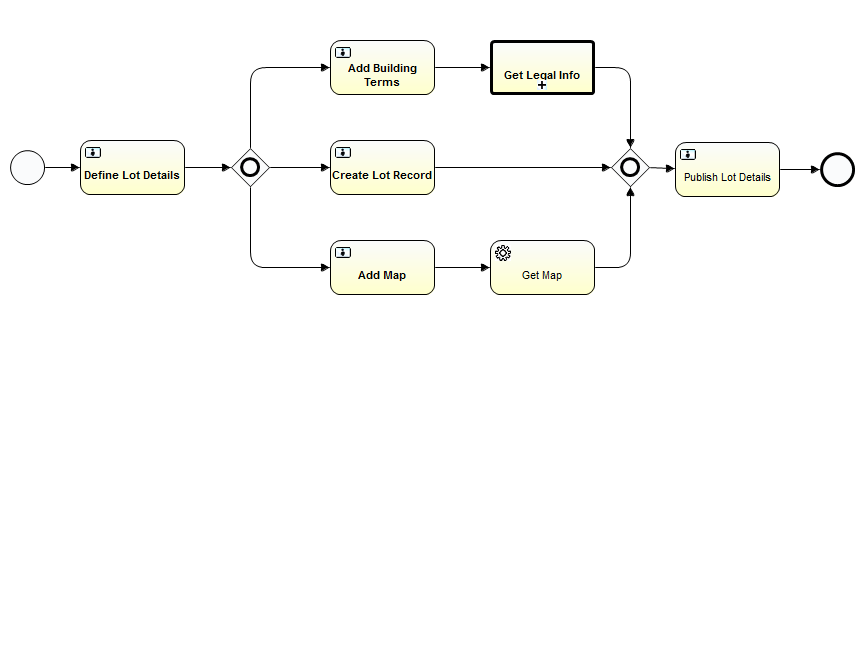 Add Building
Terms
Get Legal Info
Define Lot Details
Create Lot Record
Publish Lot Details
Add Map
Get Map